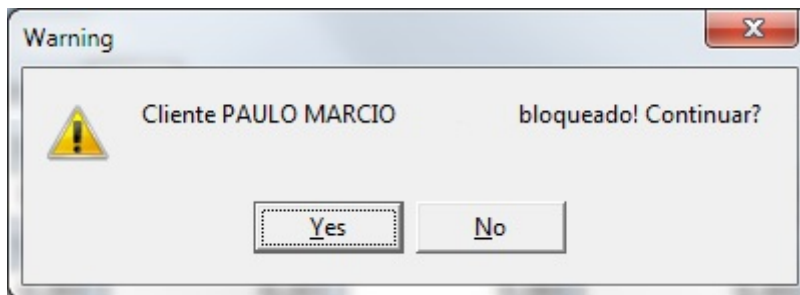 Warning
Cliente PAULO MARCIO bloqueado! Continuar?
Yes
No